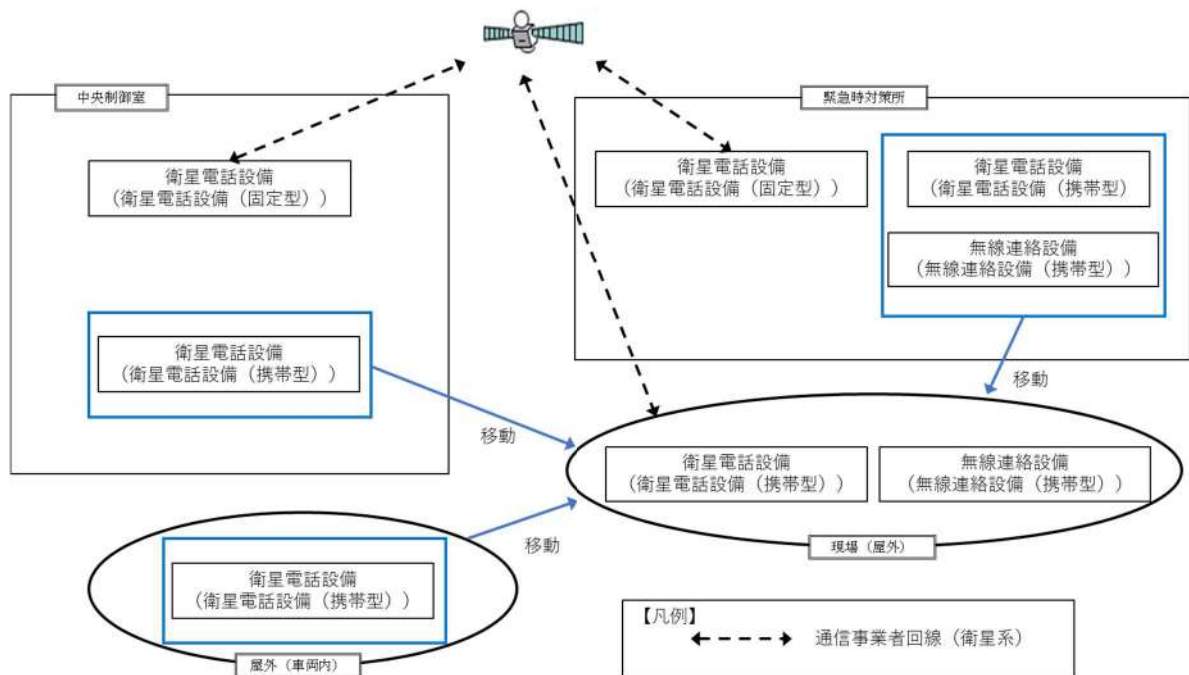 中央制御室
緊急時対策所
衛星電話設備
(衛星電話設備(固定型))
衛星電話設備
(衛星電話設備(固定型))
衛星電話設備
(衛星電話設備(携帯型)
無線連絡設備
(無線連絡設備(携帯型))
衛星電話設備
(衛星電話設備(携帯型))
移動
移動
衛星電話設備
(衛星電話設備(携帯型))
無線連絡設備
(無線連絡設備(携帯型))
移動
現場(屋外)
衛星電話設備
(衛星電話設備(携帯型))
屋外(車両内)
【凡例】
通信事業者回線(衛星系)